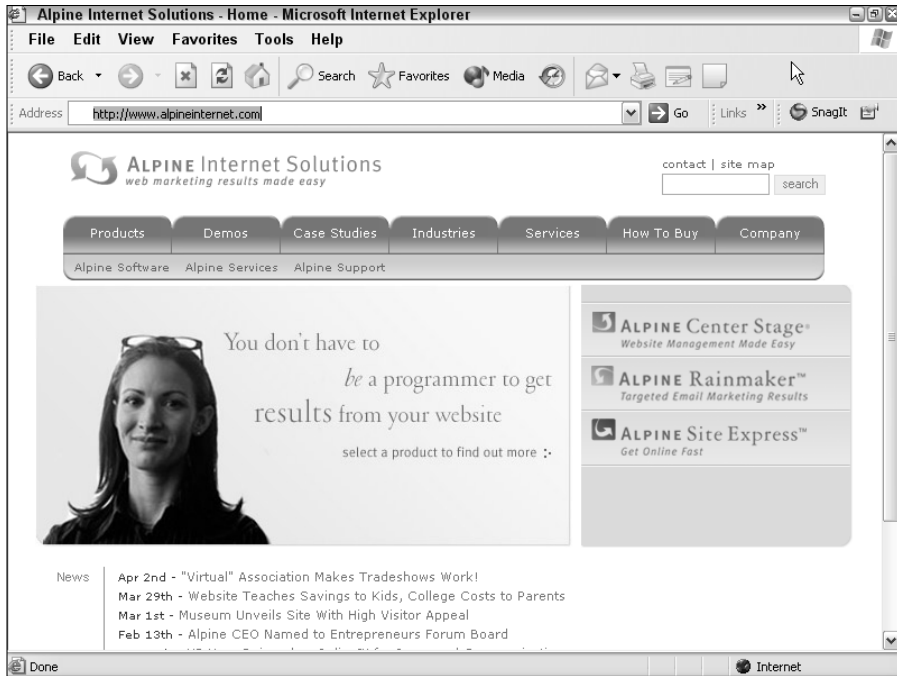 Alpine Internet Solutions - Home - Microsoft Internet Explorer
File Edit View Favorites Tools Help
Back Search Favorites Media
Address http://www.alpineinternet.com Go Links » SnagIt
ALPINE Internet Solutions
web marketing results made easy
contact | site map
search
Products Demos Case Studies Industries Services How To Buy Company
Alpine Software Alpine Services Alpine Support
You don't have to
be a programmer to get
results from your website
select a product to find out more
ALPINE Center Stage®
Website Management Made Easy
ALPINE Rainmaker™
Targeted Email Marketing Results
ALPINE Site Express™
Get Online Fast
News
Apr 2nd - "Virtual" Association Makes Tradeshows Work!
Mar 29th - Website Teaches Savings to Kids, College Costs to Parents
Mar 1st - Museum Unveils Site With High Visitor Appeal
Feb 13th - Alpine CEO Named to Entrepreneurs Forum Board
Done Internet